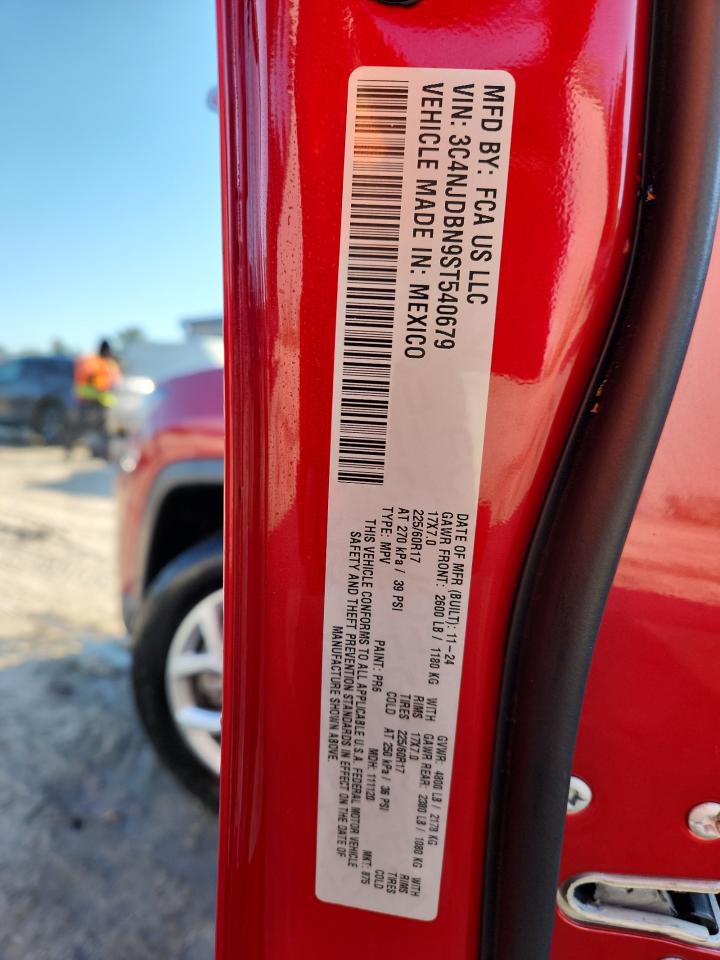 MFD BY: FCA US LLC
VIN: 3C4NJDBN9ST540679
VEHICLE MADE IN: MEXICO
DATE OF MFR (BUILT): 11-24 GVWR: 4800 LB / 2178 KG
GAWR FRONT: 2600 LB / 1180 KG WITH GAWR REAR: 2380 LB / 1080 KG WITH
17X7.0 RIMS 17X7.0 RIMS
225/60R17 TIRES 225/60R17 TIRES
AT 270 kPa / 39 PSI COLD AT 250 kPa / 36 PSI COLD
TYPE: MPV PAINT: PR6 MDH: 111120 MKT: 875
THIS VEHICLE CONFORMS TO ALL APPLICABLE U.S.A. FEDERAL MOTOR VEHICLE
SAFETY AND THEFT PREVENTION STANDARDS IN EFFECT ON THE DATE OF
MANUFACTURE SHOWN ABOVE.